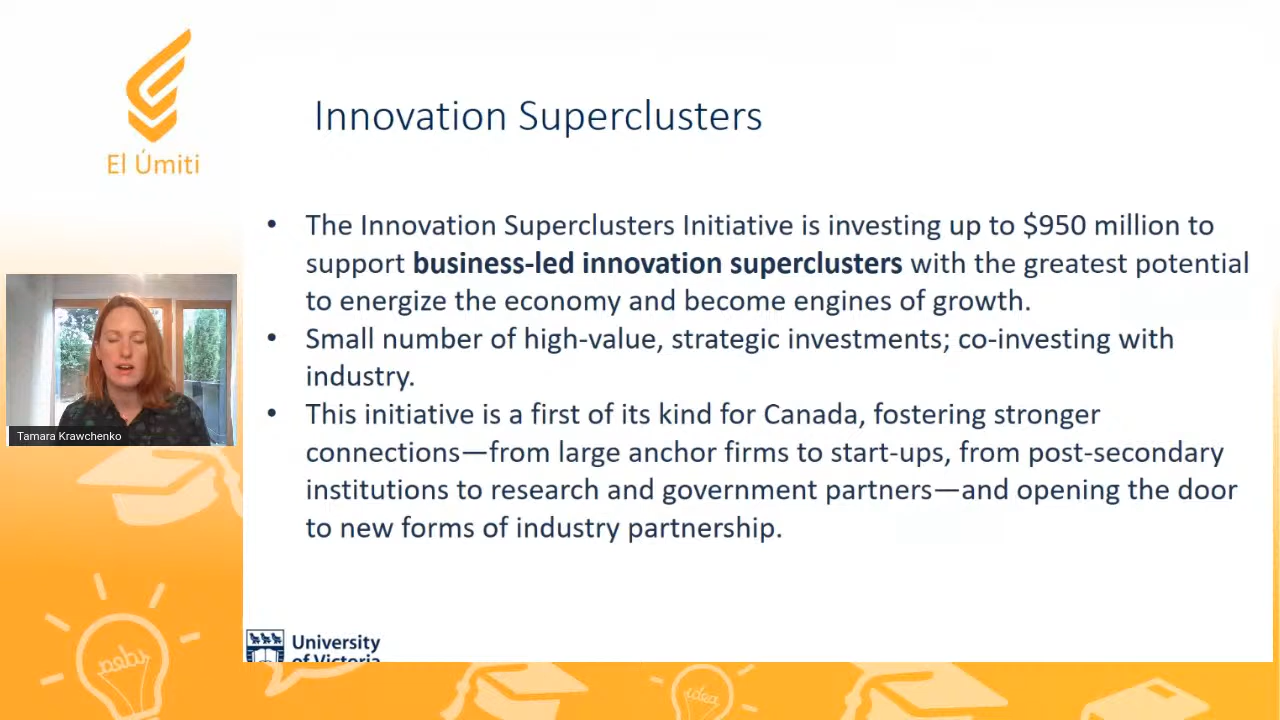 El Úmiti
Innovation Superclusters
• The Innovation Superclusters Initiative is investing up to $950 million to
support business-led innovation superclusters with the greatest potential
to energize the economy and become engines of growth.
• Small number of high-value, strategic investments; co-investing with
industry.
• This initiative is a first of its kind for Canada, fostering stronger
connections—from large anchor firms to start-ups, from post-secondary
institutions to research and government partners—and opening the door
to new forms of industry partnership.
Tamara Krawchenko
University
of Victoria
idea
idea